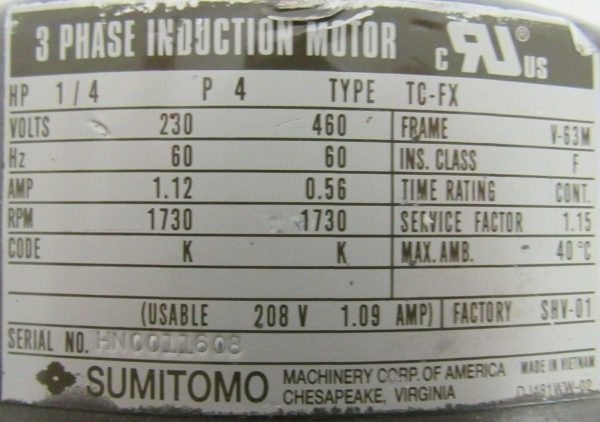 3 PHASE INDUCTION MOTOR c RU ® US
HP 1/4 P 4 TYPE TC-FX
VOLTS 230 460 FRAME V-63M
Hz 60 60 INS. CLASS F
AMP 1.12 0.56 TIME RATING CONT.
RPM 1730 1730 SERVICE FACTOR 1.15
CODE K K MAX. AMB. 40°C
(USABLE 208 V 1.09 AMP) FACTORY SHV-01
SERIAL NO. HN0011608
SUMITOMO MACHINERY CORP. OF AMERICA MADE IN VIETNAM
CHESAPEAKE, VIRGINIA